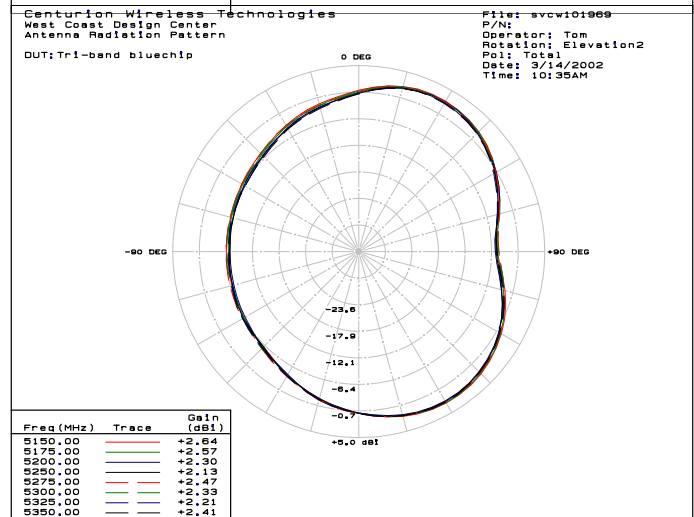 Centurion Wireless Technologies
West Coast Design Center
Antenna Radiation Pattern
DUT: Tri-band bluechip
File: svcw101969
P/N:
Operator: Tom
Rotation: Elevation2
Pol: Total
Date: 3/14/2002
Time: 10:35AM
0 DEG
-90 DEG
+90 DEG
-23.6
-17.9
-12.1
-6.4
-0.7
+5.0 dBi
Freq(MHz) Trace Gain (dBi)
5150.00 +2.64
5175.00 +2.57
5200.00 +2.30
5250.00 +2.13
5275.00 +2.47
5300.00 +2.33
5325.00 +2.21
5350.00 +2.41